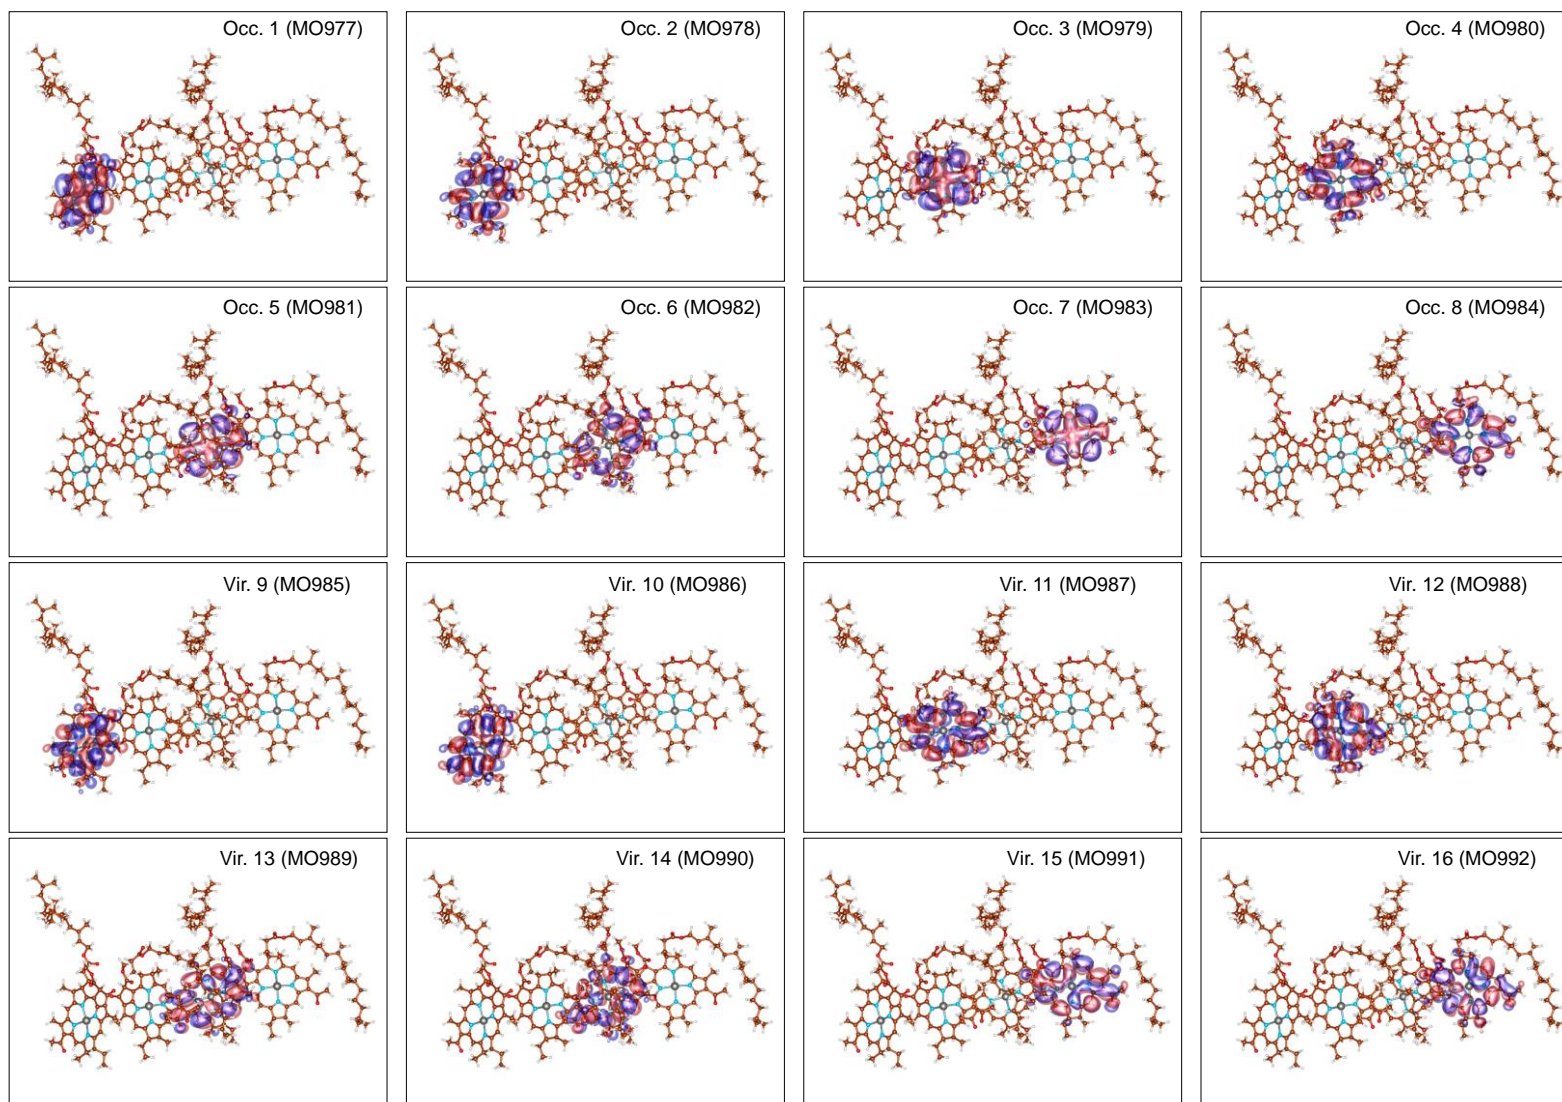 Occ. 1 (MO977)
Occ. 2 (MO978)
Occ. 3 (MO979)
Occ. 4 (MO980)
Occ. 5 (MO981)
Occ. 6 (MO982)
Occ. 7 (MO983)
Occ. 8 (MO984)
Vir. 9 (MO985)
Vir. 10 (MO986)
Vir. 11 (MO987)
Vir. 12 (MO988)
Vir. 13 (MO989)
Vir. 14 (MO990)
Vir. 15 (MO991)
Vir. 16 (MO992)